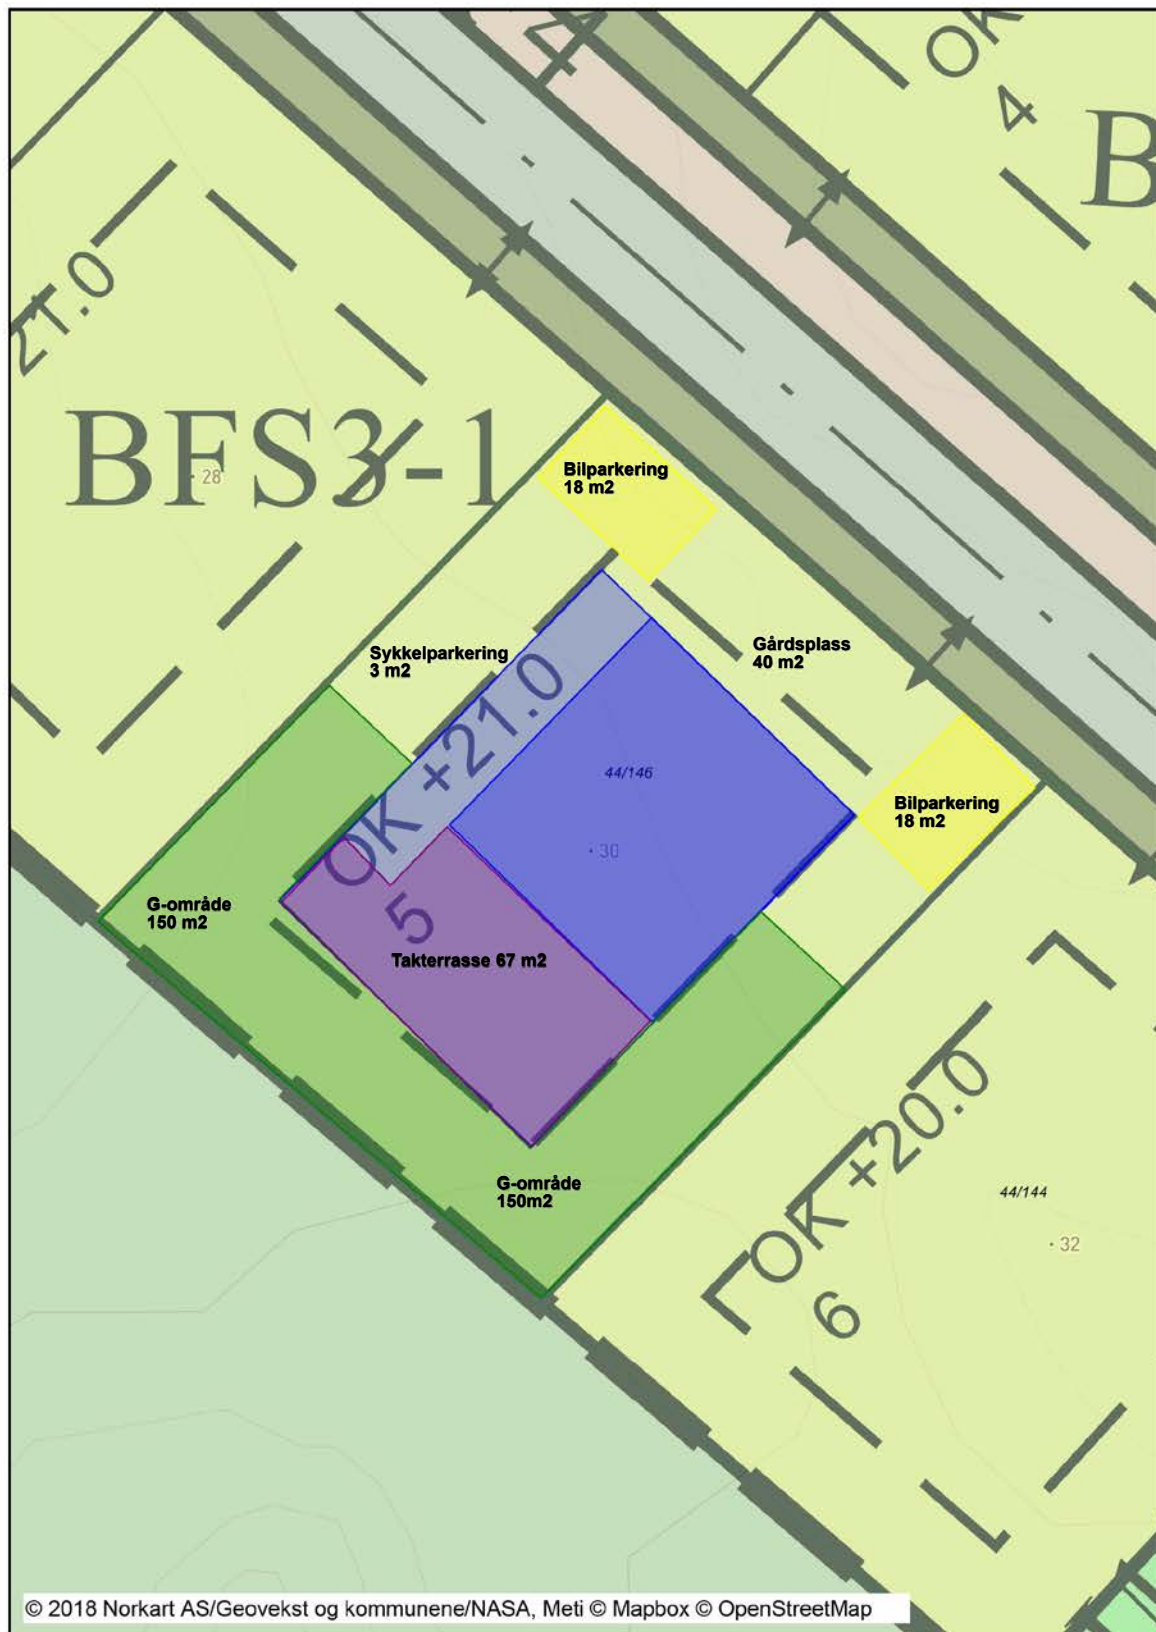 OK
4
4
B
21.0
BFS3-1
28
Bilparkering
18 m2
Sykkelparkering
3 m2
Gårdsplass
40 m2
OK +21.0
5
44/146
30
Bilparkering
18 m2
G-område
150 m2
Takterrasse 67 m2
G-område
150m2
OK +20.0
6
44/144
32
© 2018 Norkart AS/Geovekst og kommunene/NASA, Meti © Mapbox © OpenStreetMap